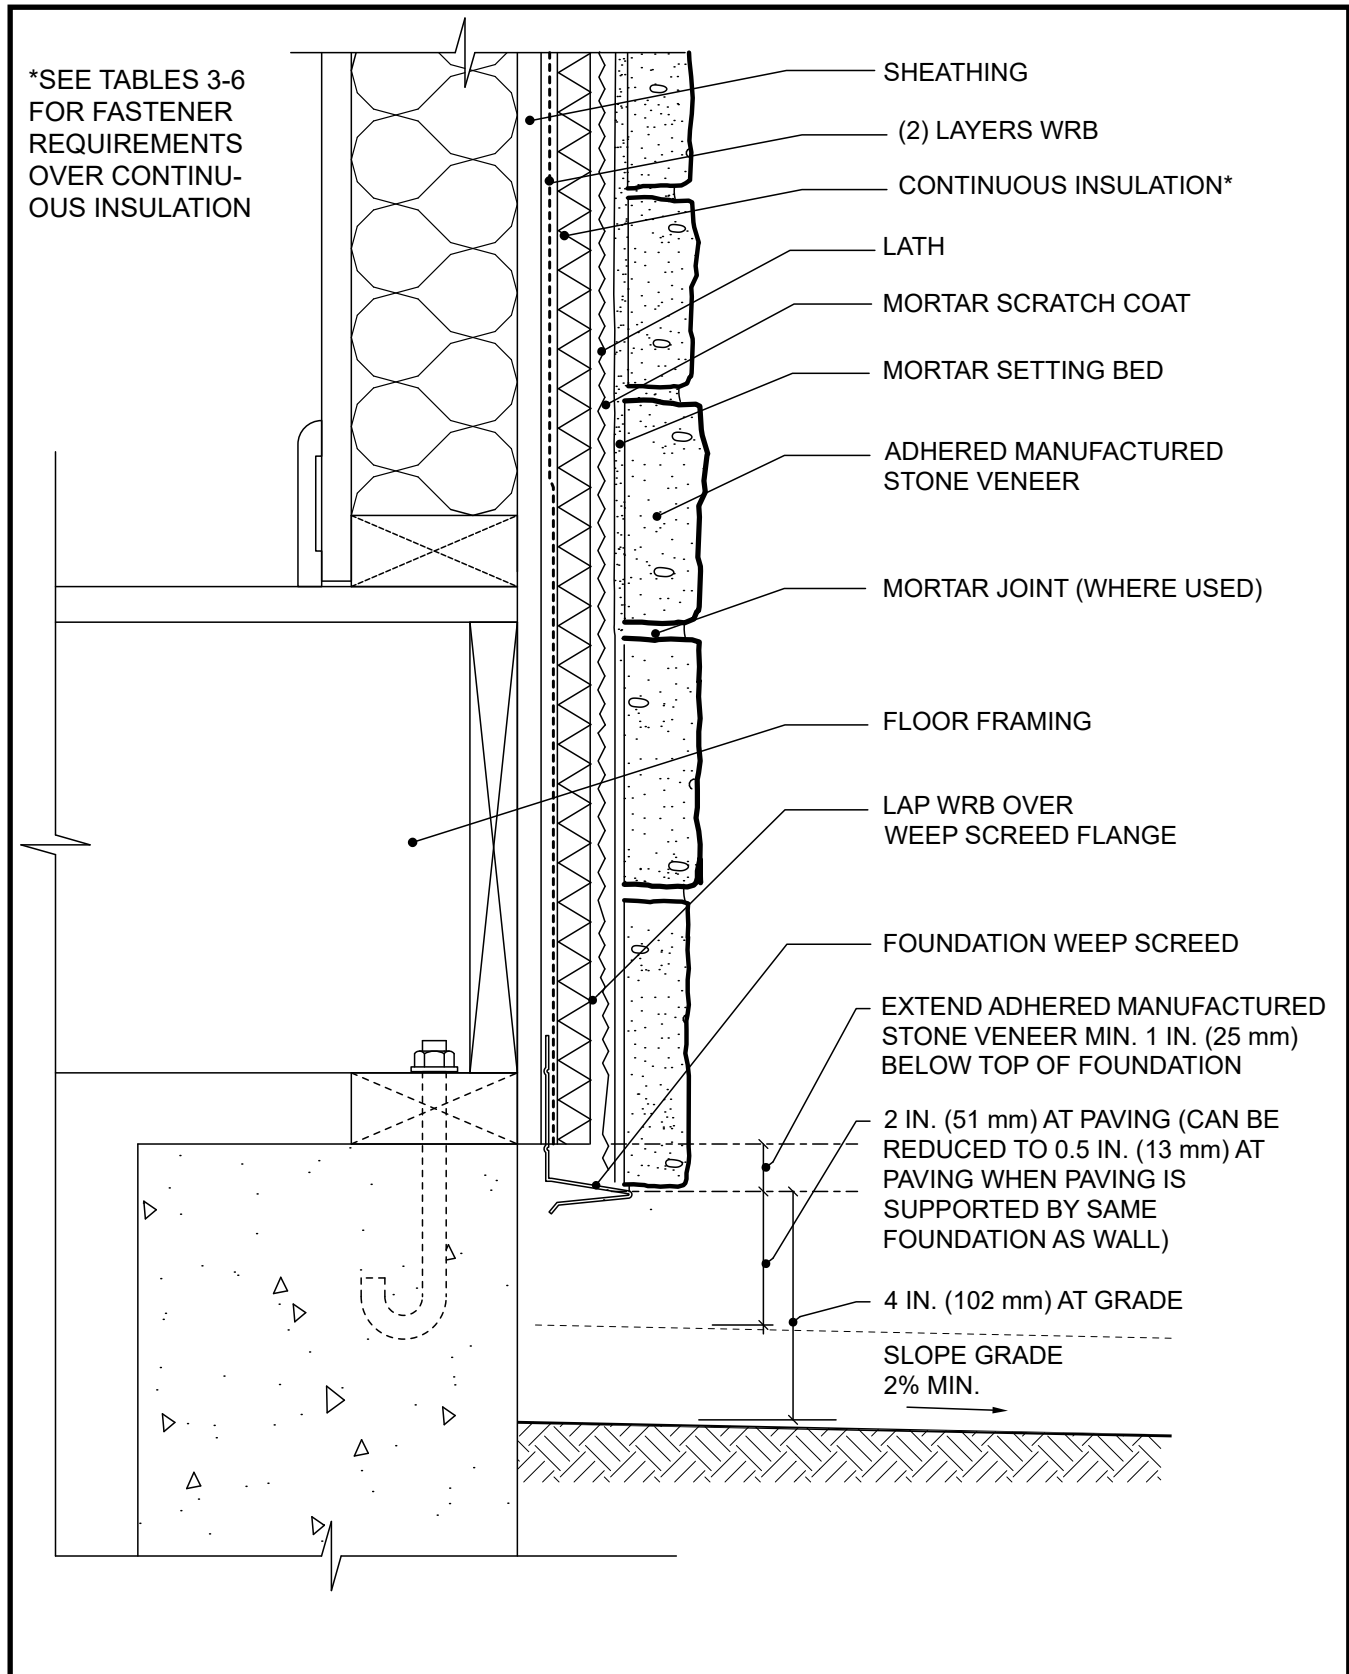 *SEE TABLES 3-6
FOR FASTENER
REQUIREMENTS
OVER CONTINU-
OUS INSULATION
SHEATHING
(2) LAYERS WRB
CONTINUOUS INSULATION*
LATH
MORTAR SCRATCH COAT
MORTAR SETTING BED
ADHERED MANUFACTURED
STONE VENEER
MORTAR JOINT (WHERE USED)
FLOOR FRAMING
LAP WRB OVER
WEEP SCREED FLANGE
FOUNDATION WEEP SCREED
EXTEND ADHERED MANUFACTURED
STONE VENEER MIN. 1 IN. (25 mm)
BELOW TOP OF FOUNDATION
2 IN. (51 mm) AT PAVING (CAN BE
REDUCED TO 0.5 IN. (13 mm) AT
PAVING WHEN PAVING IS
SUPPORTED BY SAME
FOUNDATION AS WALL)
4 IN. (102 mm) AT GRADE
SLOPE GRADE
2% MIN.